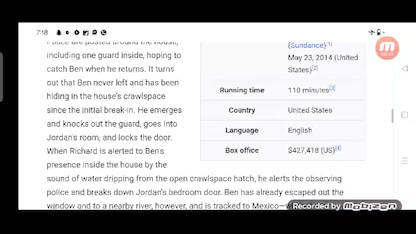 7:18
Police are posted around the house,
including one guard inside, hoping to
catch Ben when he returns. It turns
out that Ben never left and has been
hiding in the house's crawlspace
since the initial break-in. He emerges
and knocks out the guard, goes into
Jordan's room, and locks the door.
When Richard is alerted to Ben's
presence inside the house by the
sound of water dripping from the open crawlspace hatch, he alerts the observing
police and breaks down Jordan's bedroom door. Ben has already escaped out the
window and to a nearby river, however, and is tracked to Mexico—
(Sundance)[1]
May 23, 2014 (United
States)[2]
Running time 110 minutes[3]
Country United States
Language English
Box office $427,418 (US)[4]
Recorded by mobizen